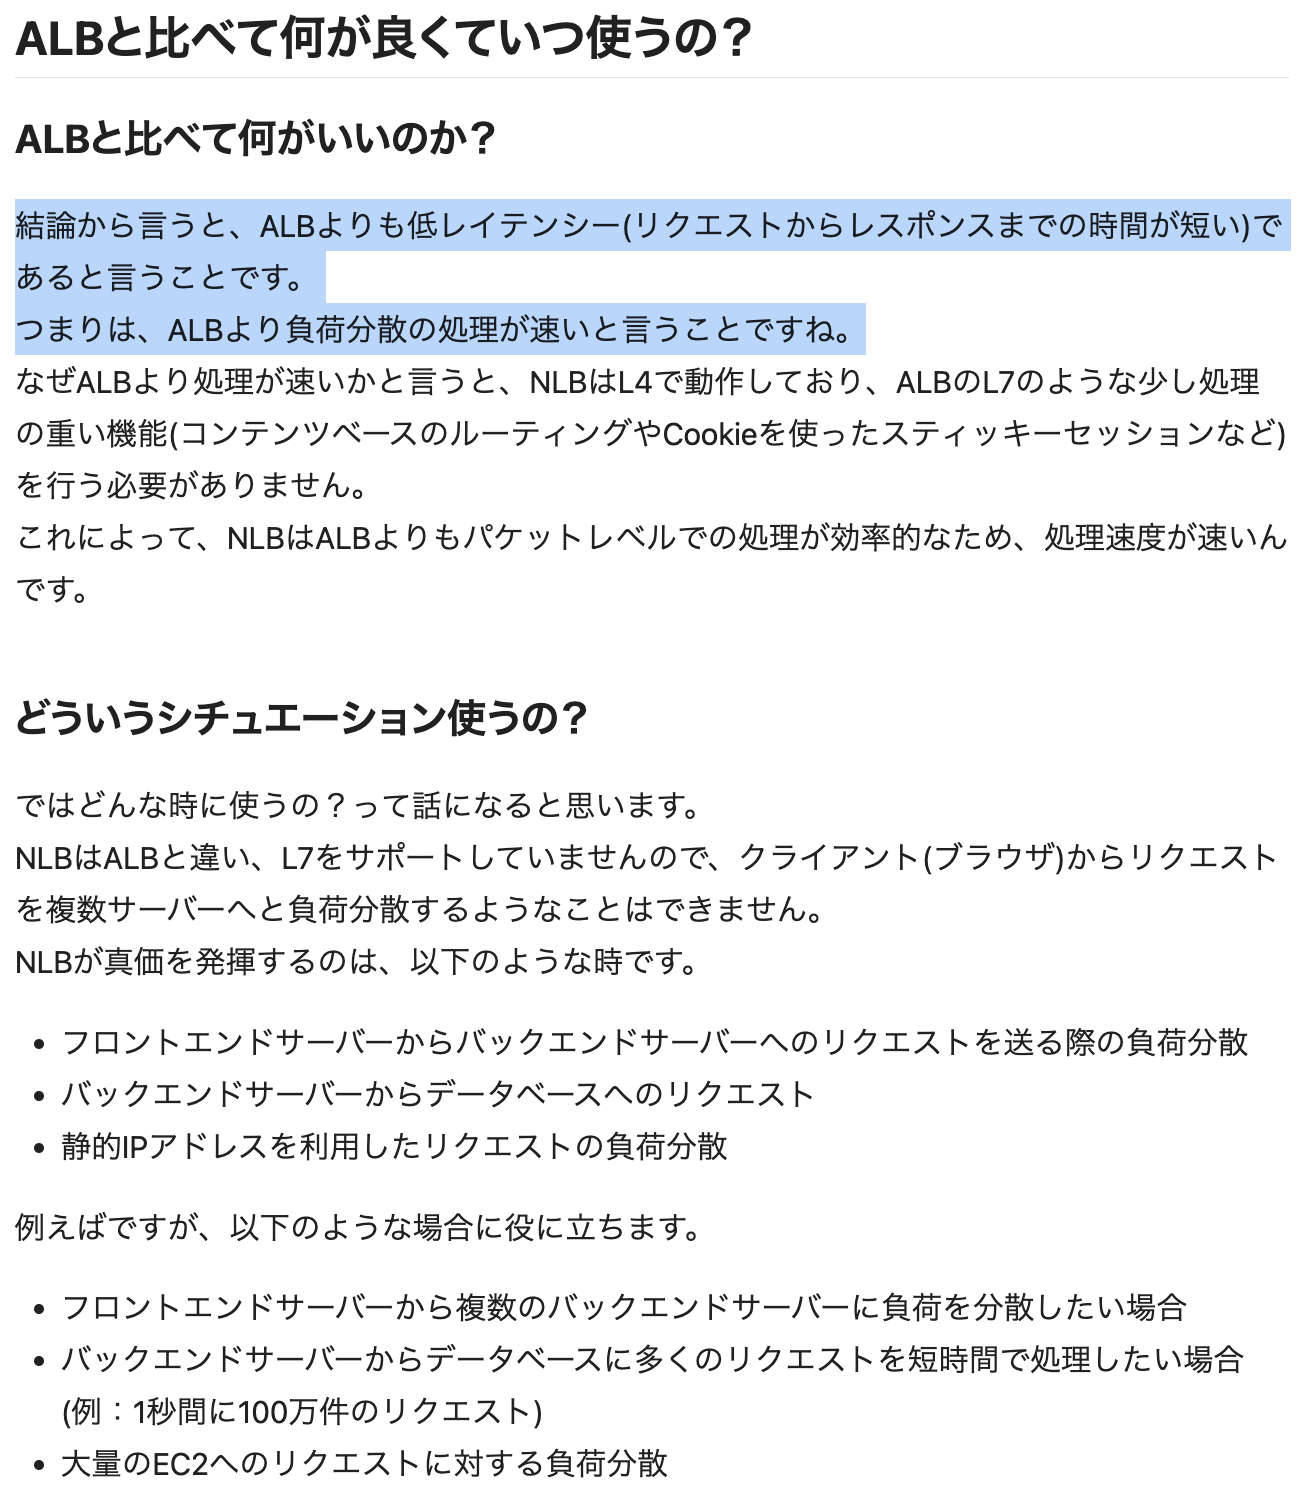 ALBと比べて何が良くていつ使うの？
ALBと比べて何がいいのか？
結論から言うと、ALBよりも低レイテンシー(リクエストからレスポンスまでの時間が短い)で
あると言うことです。
つまりは、ALBより負荷分散の処理が速いと言うことですね。
なぜALBより処理が速いかと言うと、NLBはL4で動作しており、ALBのL7のような少し処理
の重い機能(コンテンツベースのルーティングやCookieを使ったスティッキーセッションなど)
を行う必要がありません。
これによって、NLBはALBよりもパケットレベルでの処理が効率的なため、処理速度が速いん
です。
どういうシチュエーション使うの？
ではどんな時に使うの？って話になると思います。
NLBはALBと違い、L7をサポートしていませんので、クライアント(ブラウザ)からリクエスト
を複数サーバーへと負荷分散するようなことはできません。
NLBが真価を発揮するのは、以下のような時です。
• フロントエンドサーバーからバックエンドサーバーへのリクエストを送る際の負荷分散
• バックエンドサーバーからデータベースへのリクエスト
• 静的IPアドレスを利用したリクエストの負荷分散
例えばですが、以下のような場合に役に立ちます。
• フロントエンドサーバーから複数のバックエンドサーバーに負荷を分散したい場合
• バックエンドサーバーからデータベースに多くのリクエストを短時間で処理したい場合
(例：1秒間に100万件のリクエスト)
• 大量のEC2へのリクエストに対する負荷分散